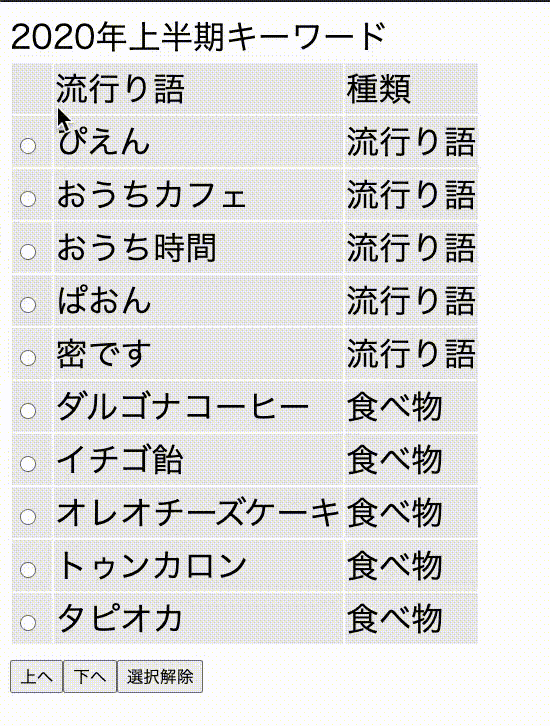 2020年上半期キーワード
流行り語 種類
ぴえん 流行り語
おうちカフェ 流行り語
おうち時間 流行り語
ぱおん 流行り語
密です 流行り語
ダルゴナコーヒー 食べ物
イチゴ飴 食べ物
オレオチーズケーキ 食べ物
トゥンカロン 食べ物
タピオカ 食べ物
上へ 下へ 選択解除